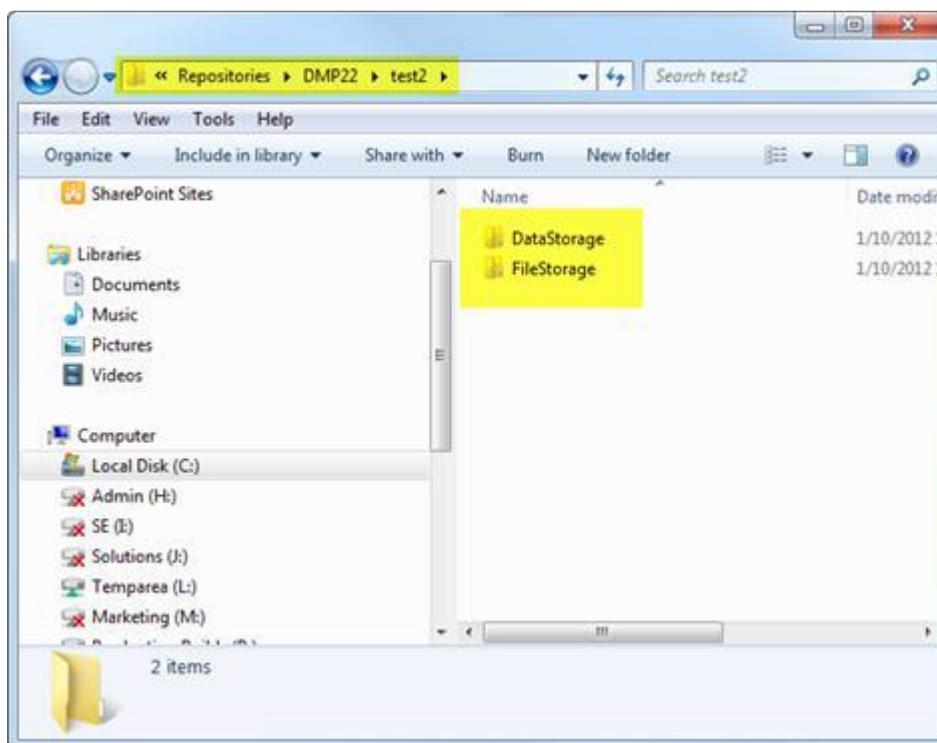 « Repositories ▸ DMP22 ▸ test2 ▸
Search test2
File Edit View Tools Help
Organize ▾ Include in library ▾ Share with ▾ Burn New folder
SharePoint Sites
Libraries
Documents
Music
Pictures
Videos
Computer
Local Disk (C:)
Admin (H:)
SE (I:)
Solutions (J:)
Temparea (L:)
Marketing (M:)
Name Date modi
DataStorage 1/10/2012
FileStorage 1/10/2012
2 items